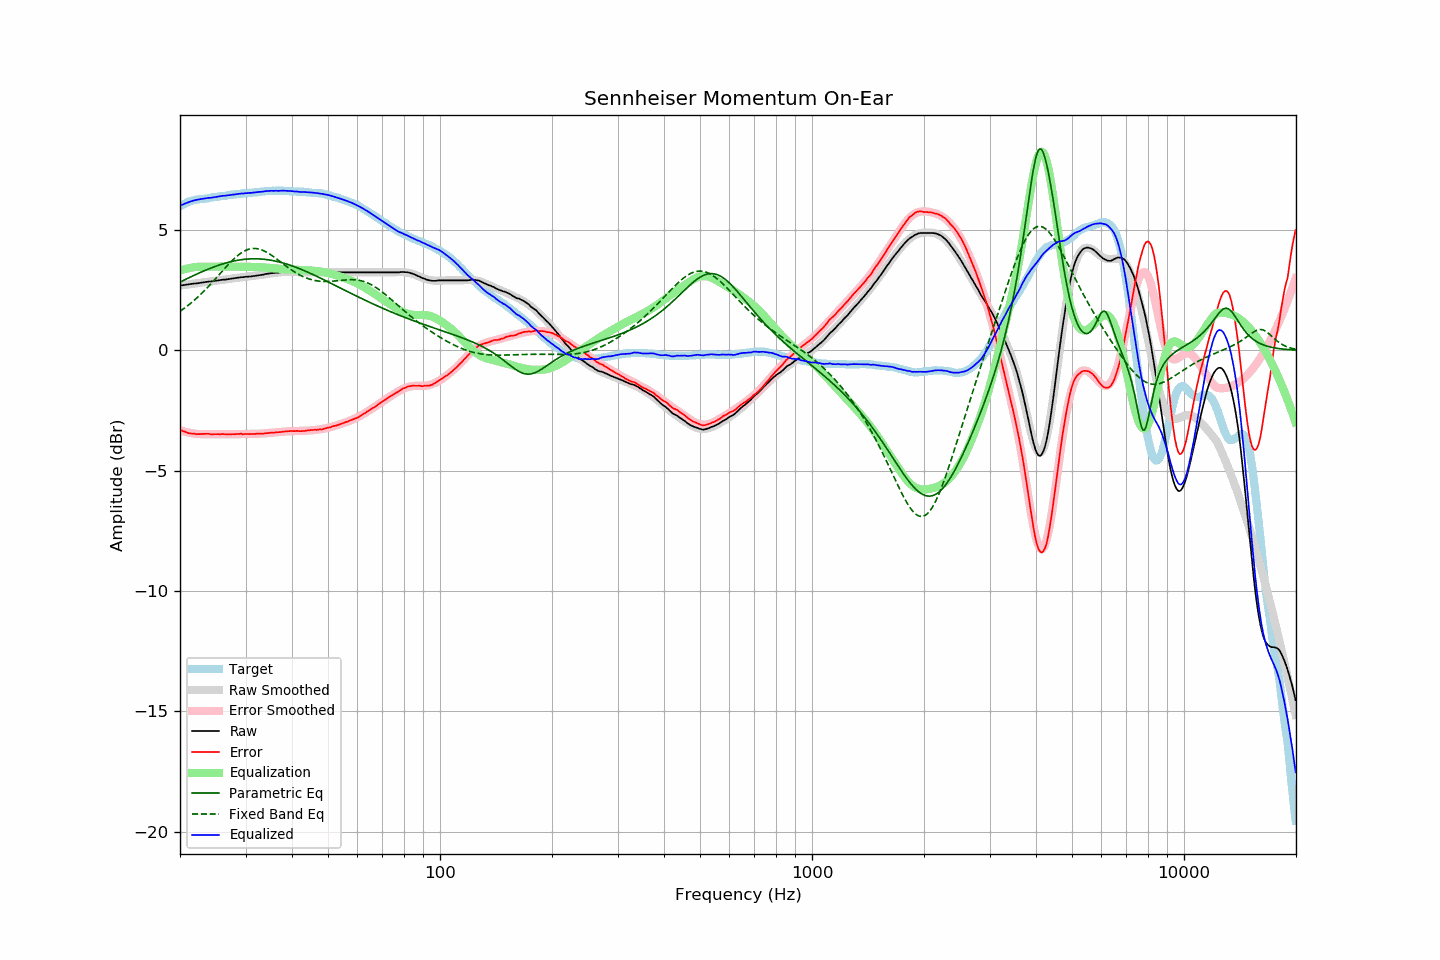 Sennheiser Momentum On-Ear
Amplitude (dBr)
5
0
−5
−10
−15
−20
Target
Raw Smoothed
Error Smoothed
Raw
Error
Equalization
Parametric Eq
Fixed Band Eq
Equalized
100
1000
10000
Frequency (Hz)